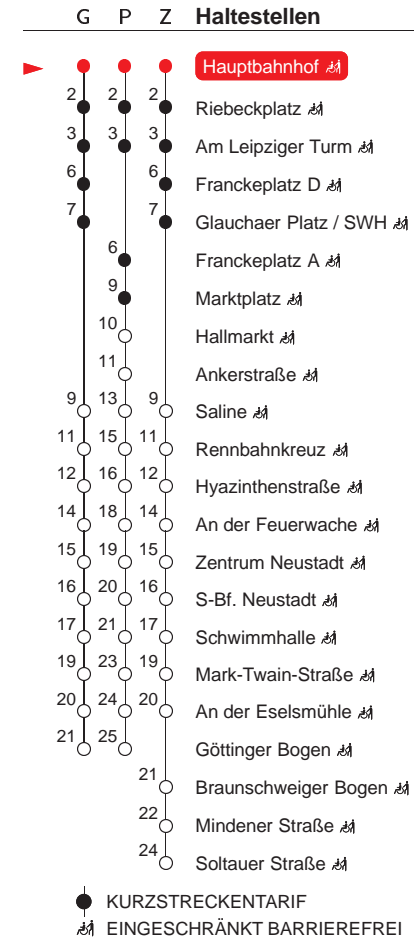 G P Z Haltestellen
Hauptbahnhof
2 2 2 Riebeckplatz
3 3 3 Am Leipziger Turm
6 6 Franckeplatz D
7 7 Glauchaer Platz / SWH
6 Franckeplatz A
9 Marktplatz
10 Hallmarkt
11 Ankerstraße
9 13 9 Saline
11 15 11 Rennbahnkreuz
12 16 12 Hyazinthenstraße
14 18 14 An der Feuerwache
15 19 15 Zentrum Neustadt
16 20 16 S-Bf. Neustadt
17 21 17 Schwimmhalle
19 23 19 Mark-Twain-Straße
20 24 20 An der Eselsmühle
21 25 Göttinger Bogen
21 Braunschweiger Bogen
22 Mindener Straße
24 Soltauer Straße
KURZSTRECKENTARIF
EINGESCHRÄNKT BARRIEREFREI